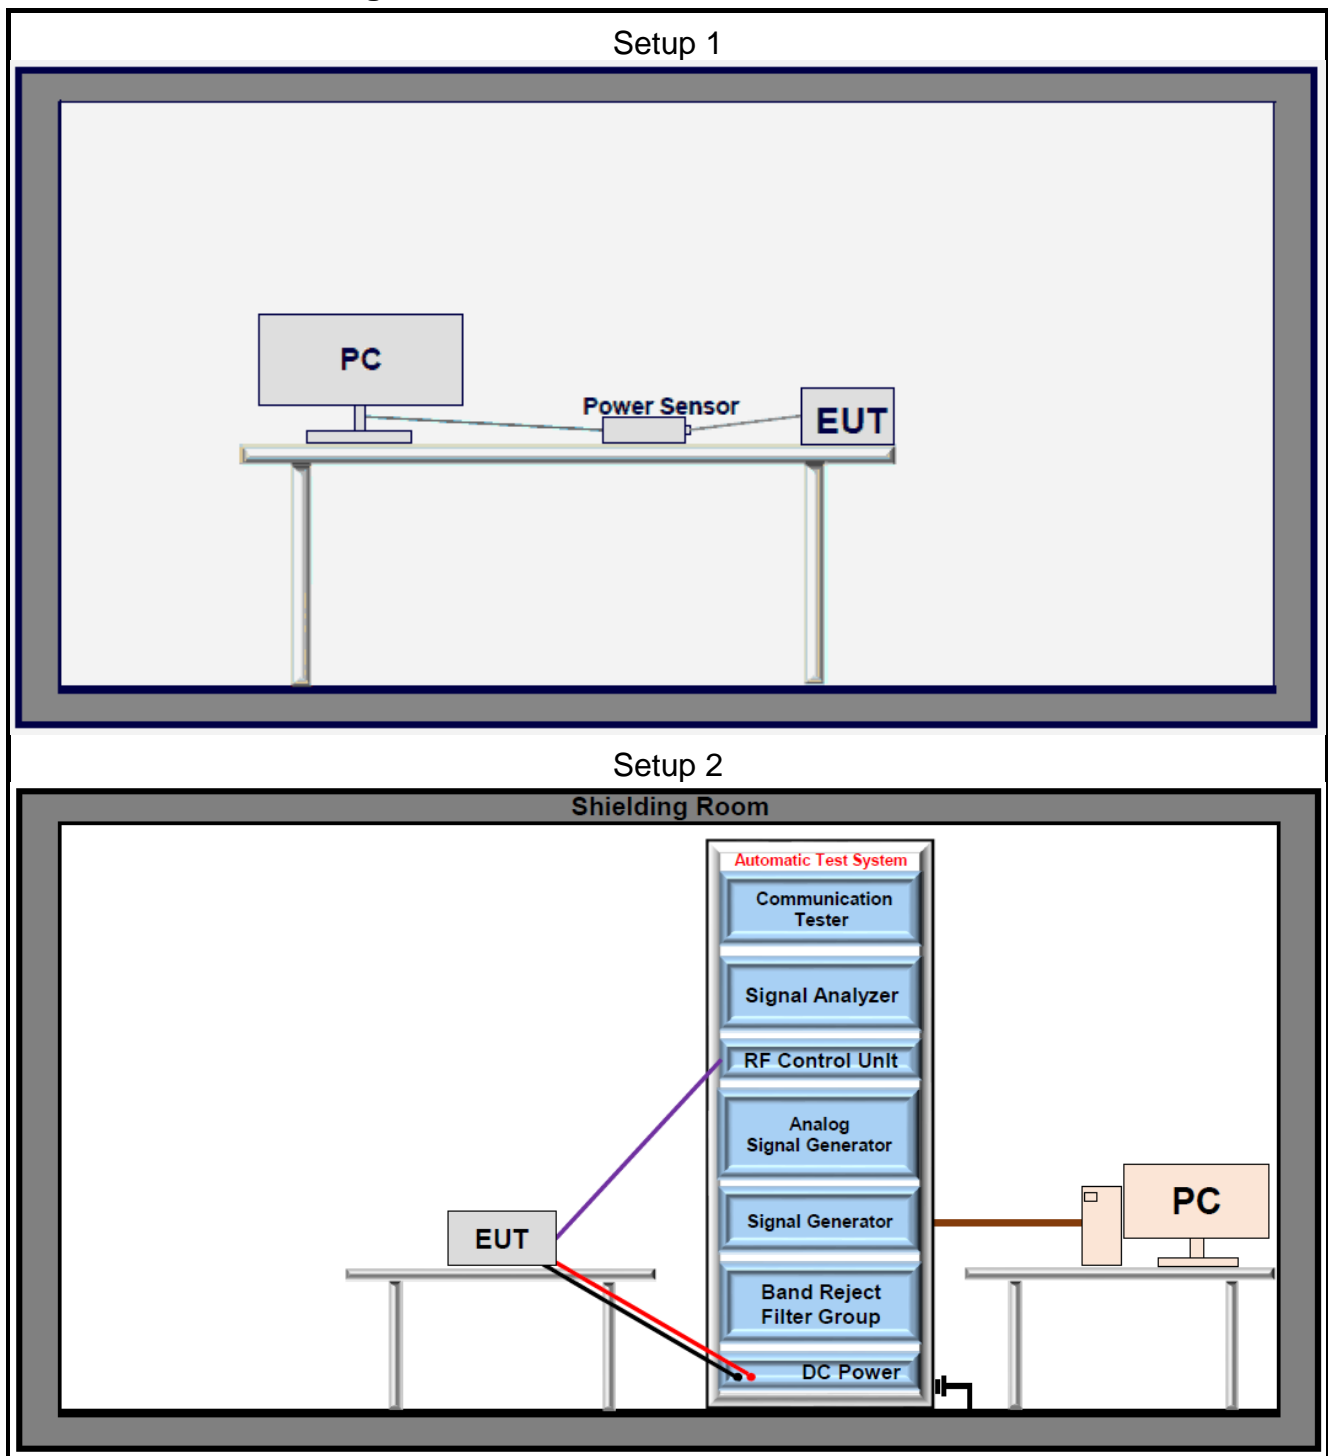 Setup 1
PC
Power Sensor
EUT
Setup 2
Shielding Room
Automatic Test System
Communication
Tester
Signal Analyzer
RF Control UnIt
Analog
Signal Generator
Signal Generator
Band Reject
Filter Group
DC Power
EUT
PC